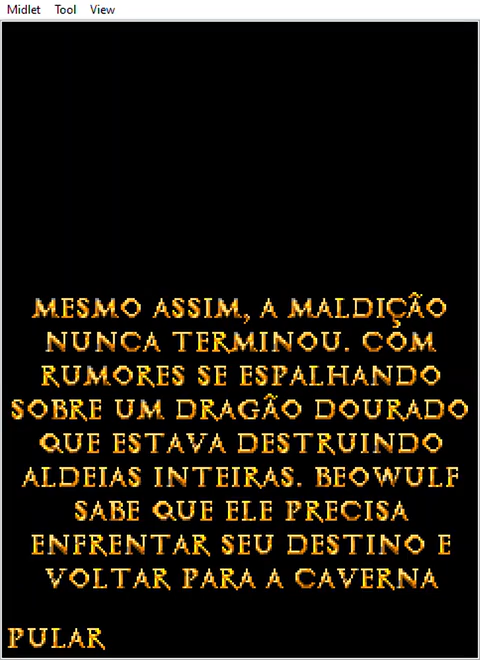 Midlet Tool View
MESMO ASSIM, A MALDIÇÃO
NUNCA TERMINOU. COM
RUMORES SE ESPALHANDO
SOBRE UM DRAGÃO DOURADO
QUE ESTAVA DESTRUINDO
ALDEIAS INTEIRAS. BEOWULF
SABE QUE ELE PRECISA
ENFRENTAR SEU DESTINO E
VOLTAR PARA A CAVERNA
PULAR